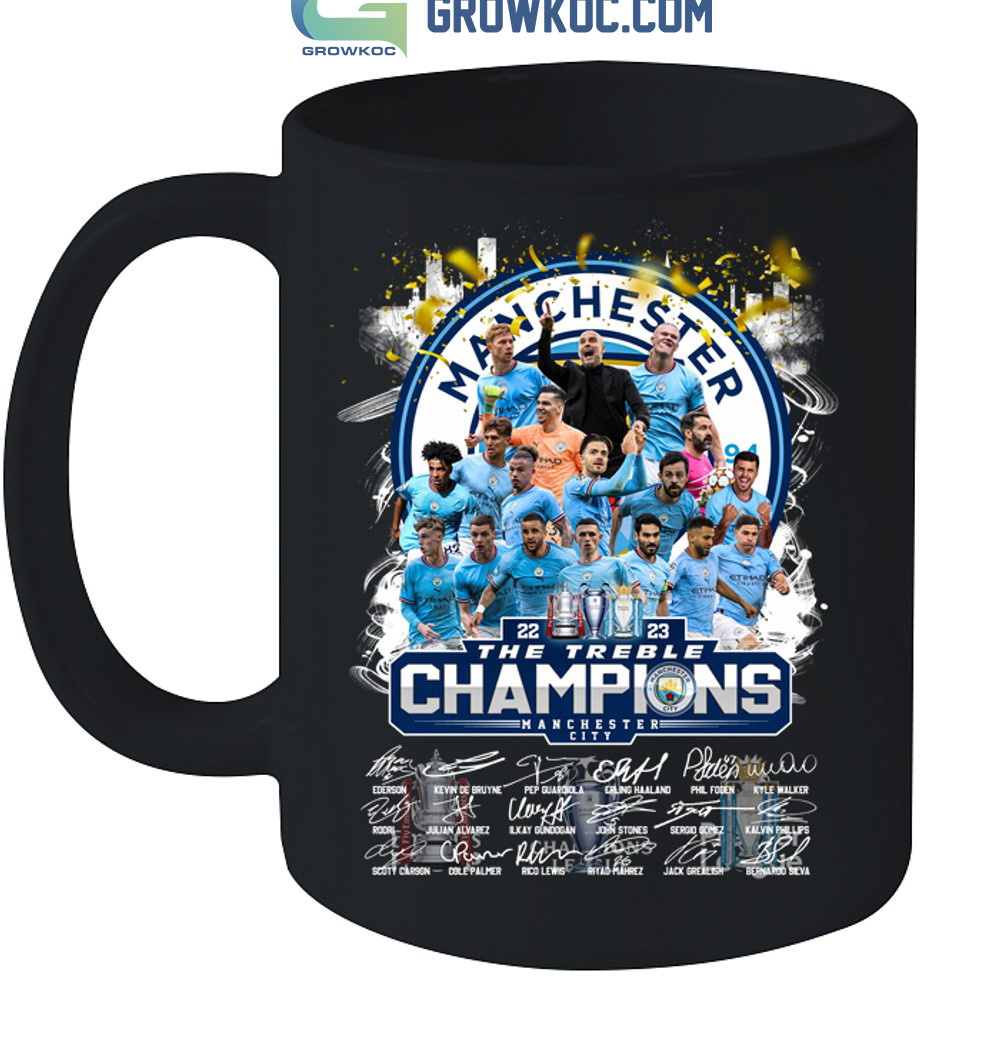 GROWKOC.COM
GROWKOC
MANCHESTER
94
22 23
THE TREBLE
CHAMPIONS
MANCHESTER
CITY
EDERSON KEVIN DE BRUYNE PEP GUARDIOLA ERLING HAALAND PHIL FODEN KYLE WALKER
RODRI JULIAN ALVAREZ ILKAY GUNDOGAN JOHN STONES SERGIO GOMEZ KALVIN PHILLIPS
SCOTT CARSON COLE PALMER RICO LEWIS RIYAD MAHREZ JACK GREALISH BERNARDO SILVA